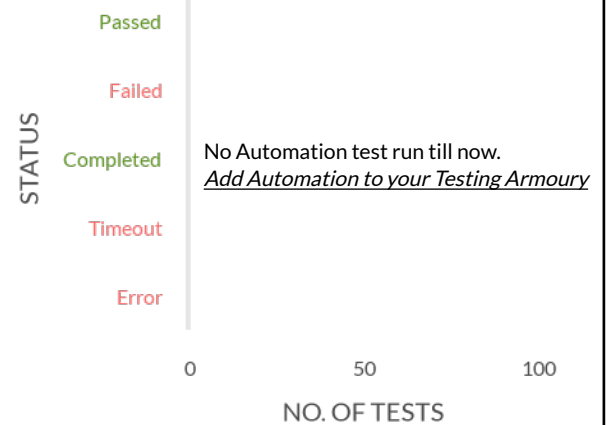 Passed
Failed
STATUS
Completed
No Automation test run till now.
Add Automation to your Testing Armoury
Timeout
Error
0 50 100
NO. OF TESTS